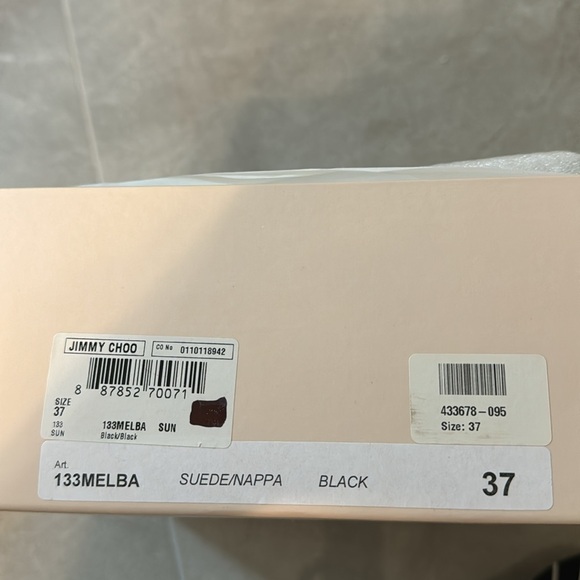 JIMMY CHOO CO No 0110118942
8 87852 70071
SIZE
37
133 133MELBA SUN
SUN Black/Black
433678-095
Size: 37
Art.
133MELBA SUEDE/NAPPA BLACK 37